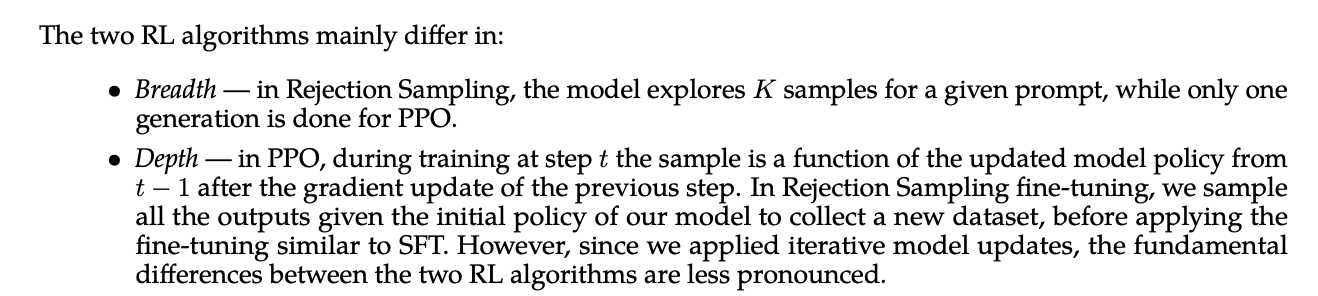 The two RL algorithms mainly differ in:
• Breadth — in Rejection Sampling, the model explores K samples for a given prompt, while only one
generation is done for PPO.
• Depth — in PPO, during training at step t the sample is a function of the updated model policy from
t − 1 after the gradient update of the previous step. In Rejection Sampling fine-tuning, we sample
all the outputs given the initial policy of our model to collect a new dataset, before applying the
fine-tuning similar to SFT. However, since we applied iterative model updates, the fundamental
differences between the two RL algorithms are less pronounced.